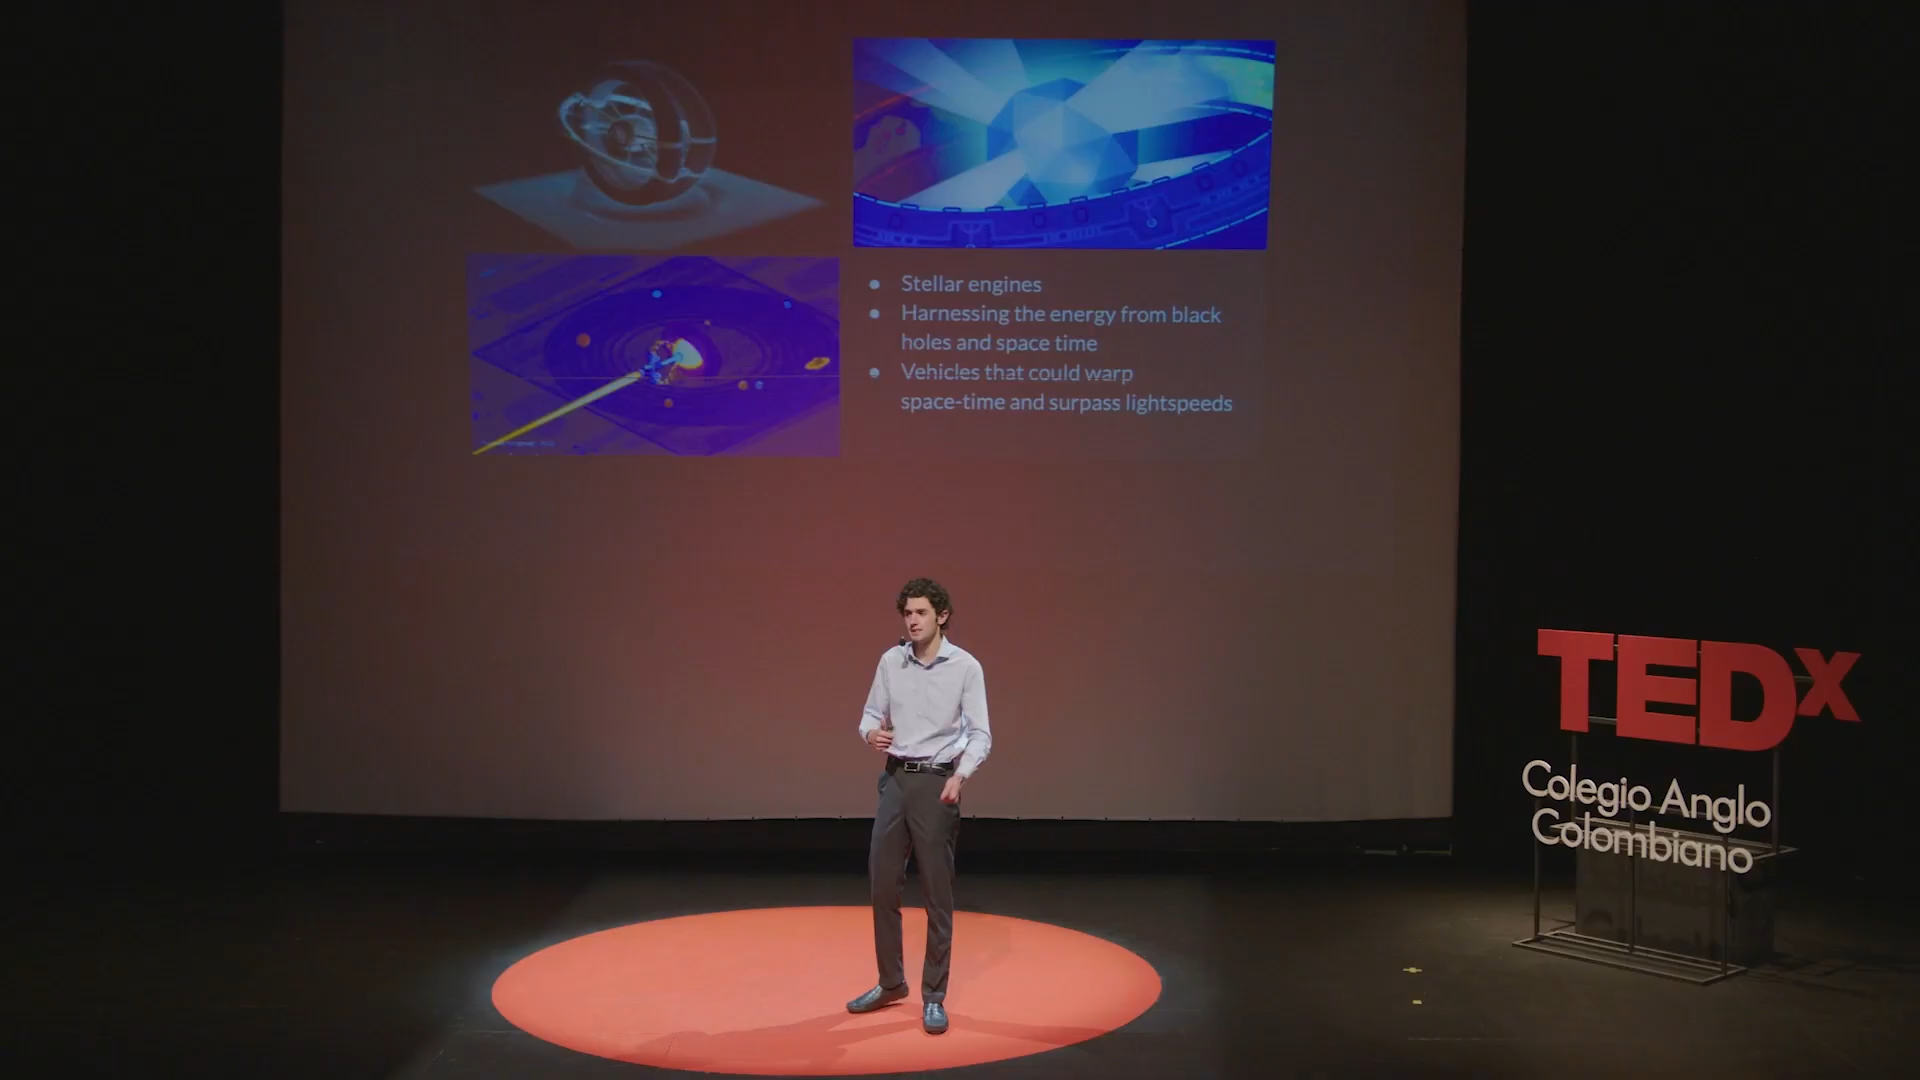 Stellar engines
Harnessing the energy from black
holes and space time
Vehicles that could warp
space-time and surpass lightspeeds
TEDx
Colegio Anglo
Colombiano